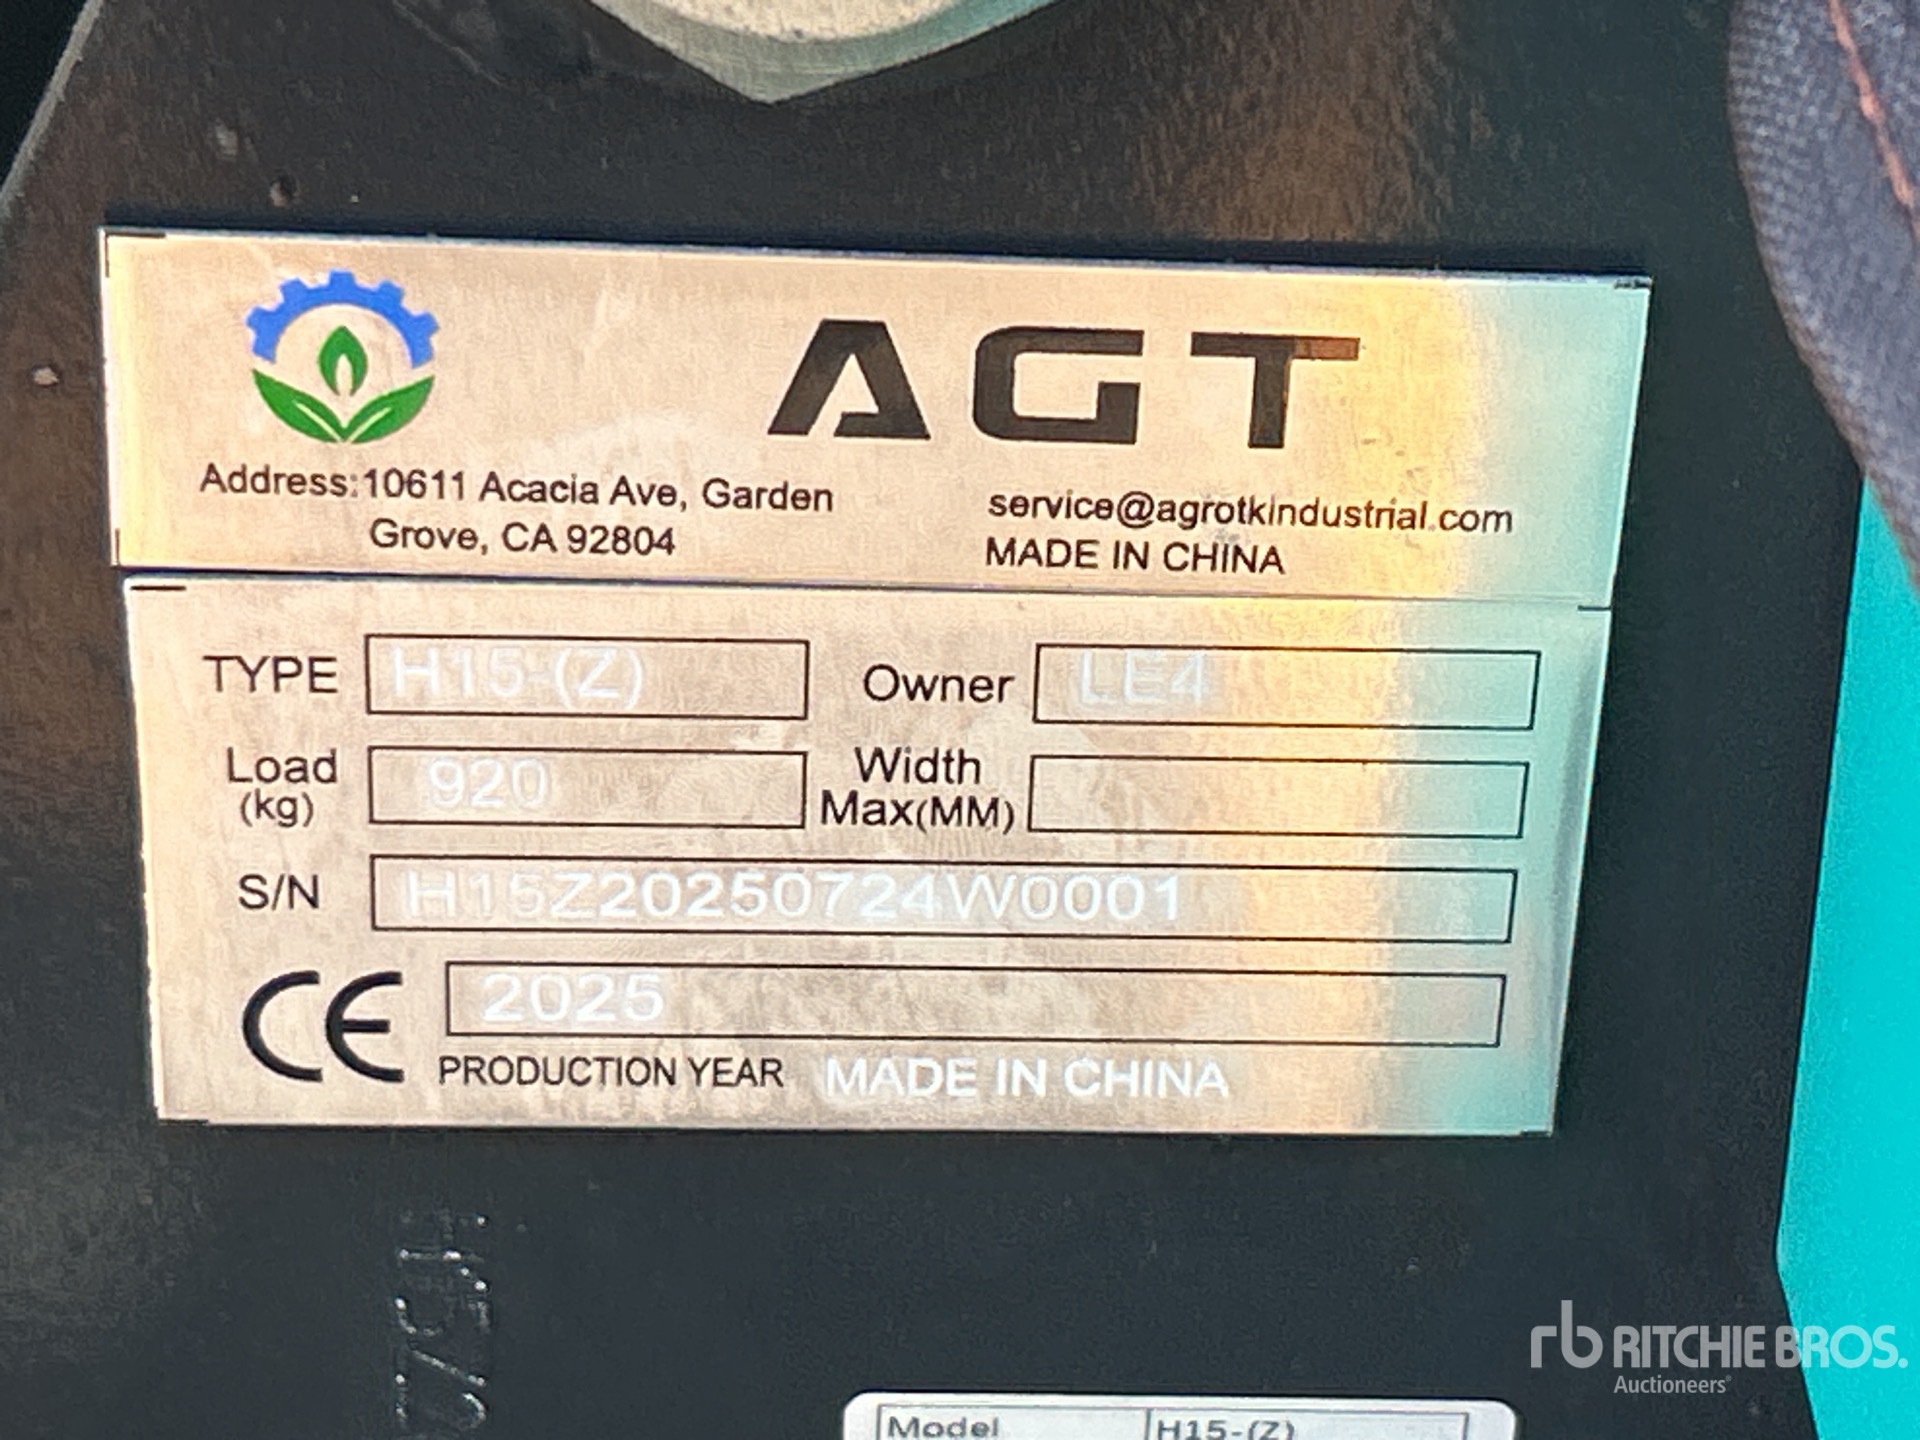 AGT
Address:10611 Acacia Ave, Garden
Grove, CA 92804
service@agrotkindustrial.com
MADE IN CHINA
TYPE H15-(Z) Owner LE4
Load (kg) 920 Width Max(MM)
S/N H15Z20250724W0001
CE 2025
PRODUCTION YEAR MADE IN CHINA
H15Z
Model H15-(Z)
rb RITCHIE BROS.
Auctioneers